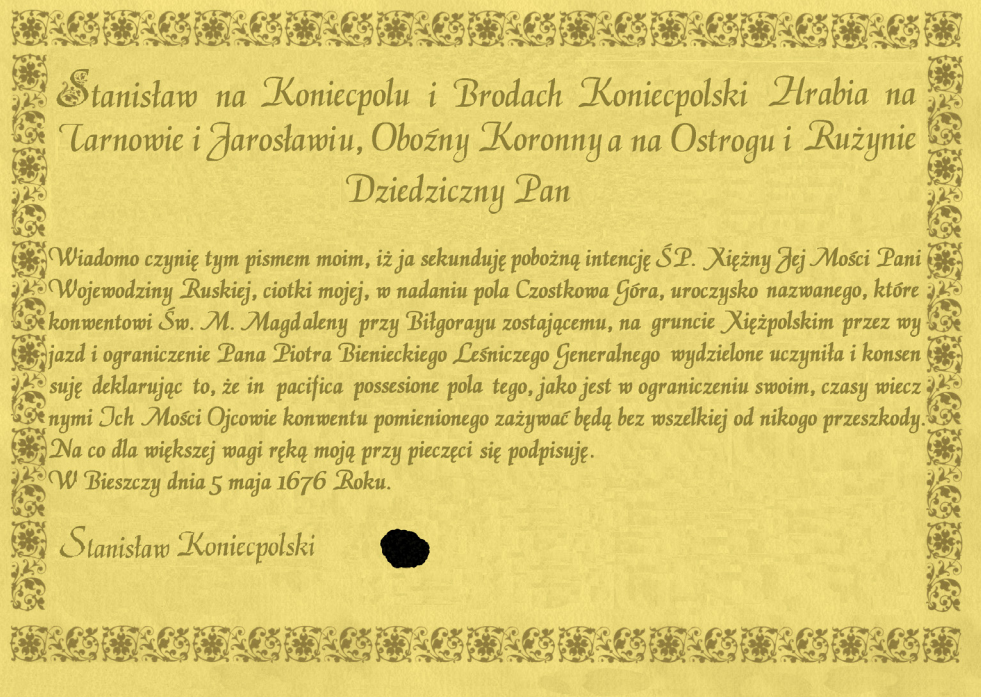 Stanisław na Koniecpolu i Brodach Koniecpolski Hrabia na
Tarnowie i Jarosławiu, Oboźny Koronny a na Ostrogu i Rużynie
Dziedziczny Pan
Wiadomo czynię tym pismem moim, iż ja sekunduję pobożną intencję ŚP. Xiężny Jej Mości Pani
Wojewodziny Ruskiej, ciotki mojej, w nadaniu pola Czostkowa Góra, uroczysko nazwanego, które
konwentowi Św. M. Magdaleny przy Biłgorayu zostającemu, na gruncie Xiężpolskim przez wy
jazd i ograniczenie Pana Piotra Bienieckiego Leśniczego Generalnego wydzielone uczyniła i konsen
suję deklarując to, że in pacifica possesione pola tego, jako jest w ograniczeniu swoim, czasy wiecz
nymi Ich Mości Ojcowie konwentu pomienionego zażywać będą bez wszelkiej od nikogo przeszkody.
Na co dla większej wagi ręką moją przy pieczęci się podpisuję.
W Bieszczy dnia 5 maja 1676 Roku.
Stanisław Koniecpolski